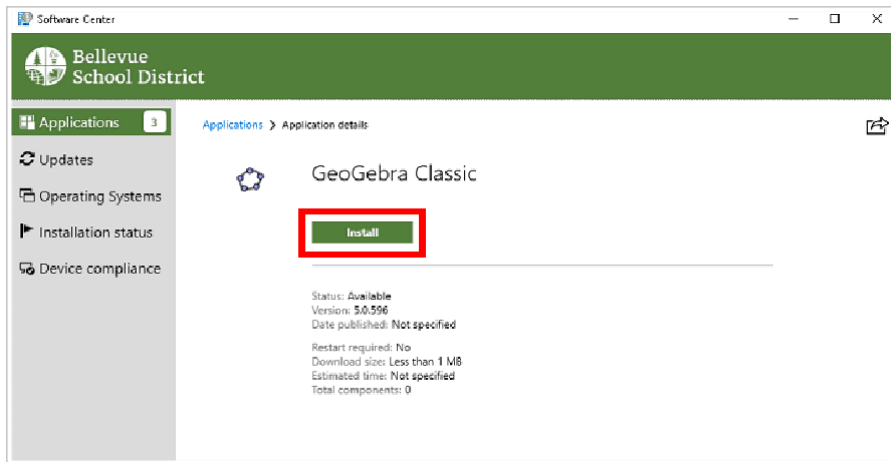 Software Center
Bellevue
School District
Applications 3
Updates
Operating Systems
Installation status
Device compliance
Applications > Application details
GeoGebra Classic
Install
Status: Available
Version: 5.0.596
Date published: Not specified
Restart required: No
Download size: Less than 1 MB
Estimated time: Not specified
Total components: 0